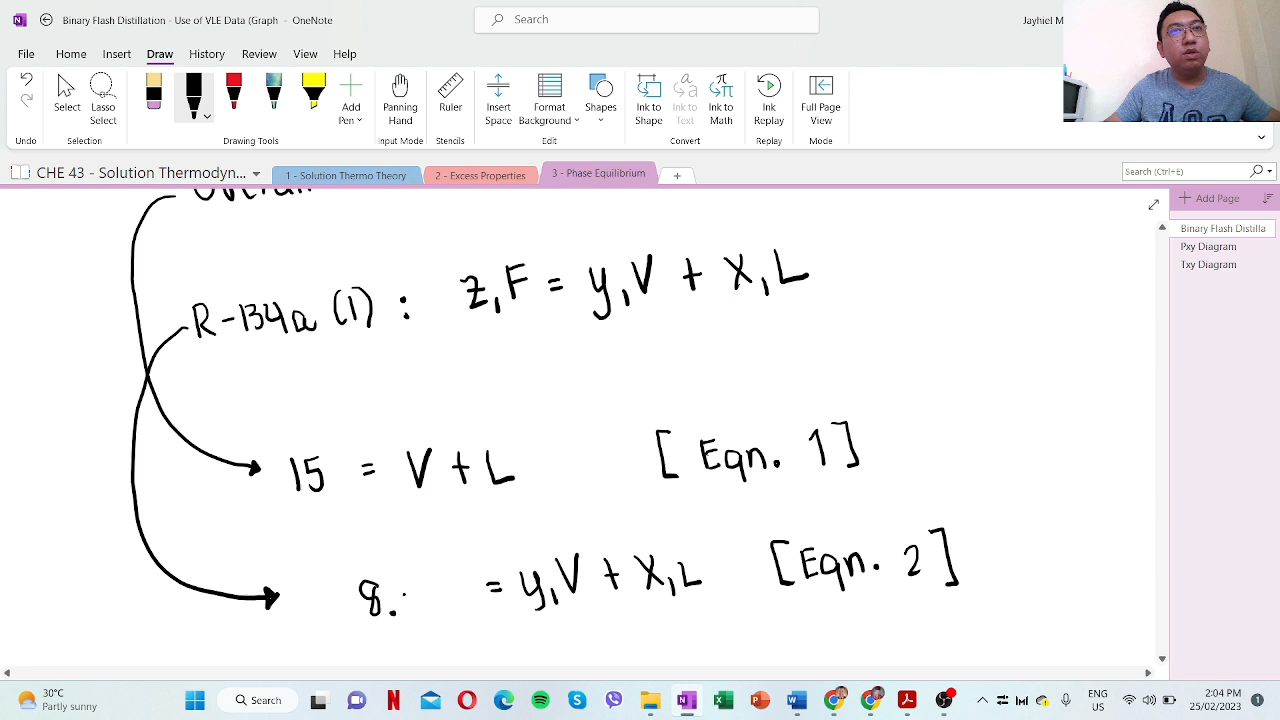 Binary Flash Distillation - Use of VLE Data (Graph - OneNote
Search
Jayhiel M
File Home Insert Draw History Review View Help
Select Lasso Select Add Pen Panning Hand Ruler Insert Space Format Background Shapes Ink to Shape Ink to Text Ink to Math Ink Replay Full Page View
Undo Selection Drawing Tools Input Mode Stencils Edit Convert Replay Mode
CHE 43 - Solution Thermodyn... 1 - Solution Thermo Theory 2 - Excess Properties 3 - Phase Equilibrium + Search (Ctrl+E)
Add Page
Binary Flash Distilla
Pxy Diagram
Txy Diagram
Overall
R-134a (1) : z₁F = y₁V + x₁L
15 = V + L [Eqn. 1]
8. = y₁V + x₁L [Eqn. 2]
30°C
Partly sunny
Search
ENG
US
2:04 PM
25/02/2023
1